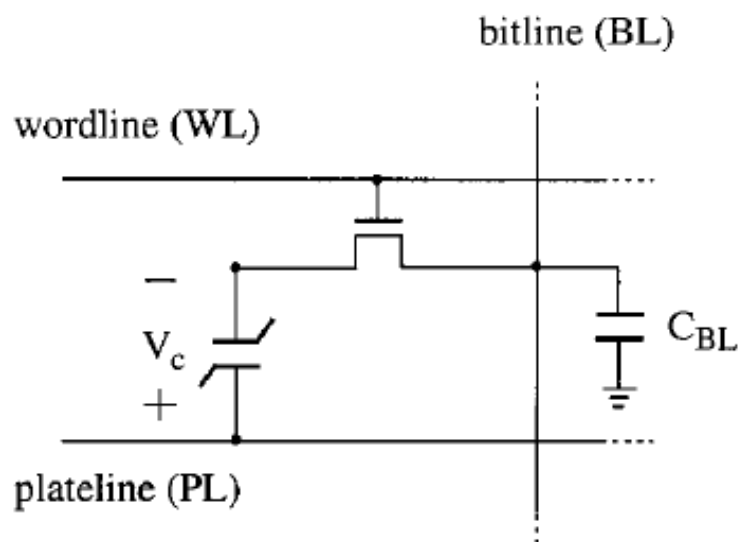 bitline (BL)
wordline (WL)
−
V_c
+
C_BL
plateline (PL)